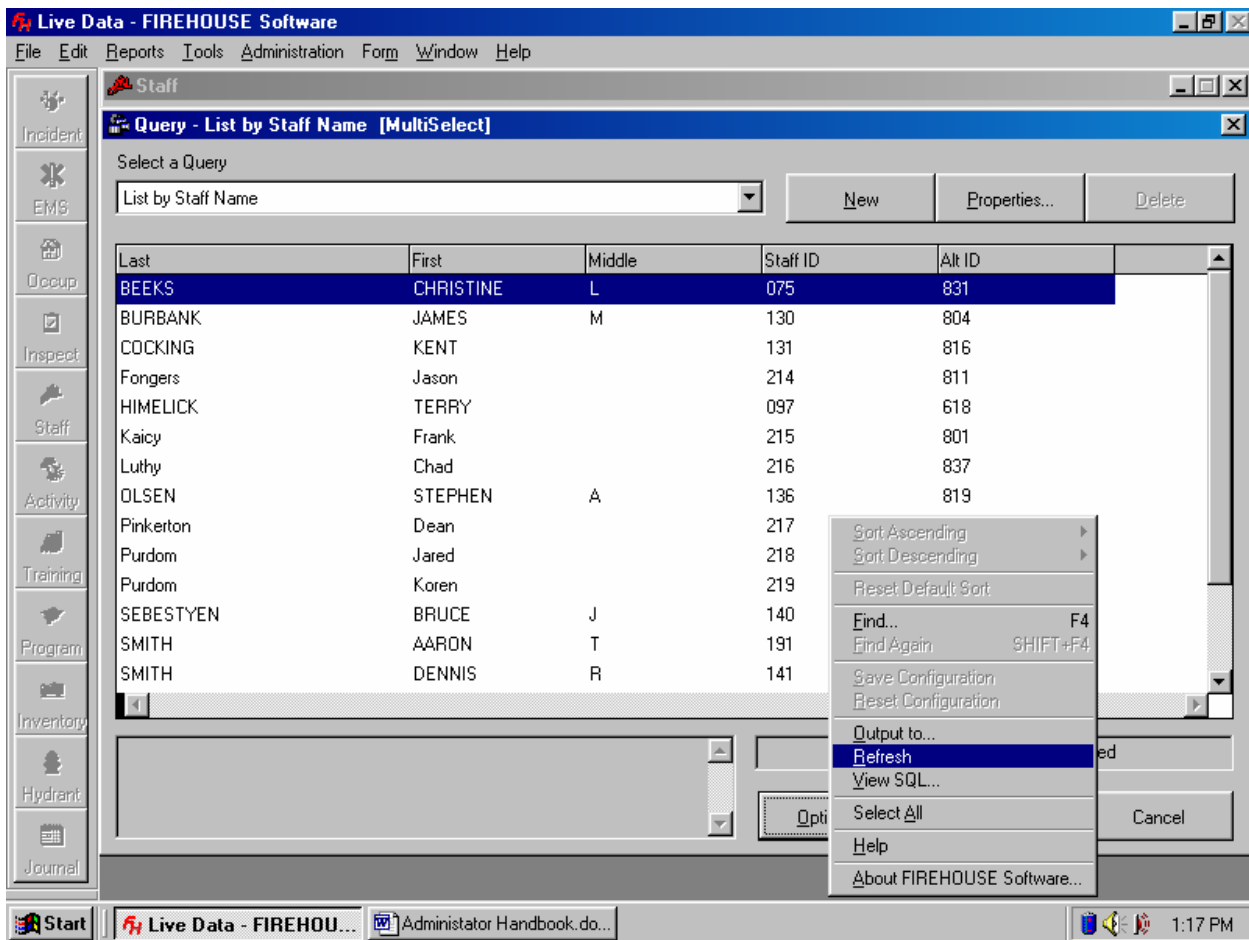 Live Data - FIREHOUSE Software
File Edit Reports Tools Administration Form Window Help
Staff
Query - List by Staff Name [MultiSelect]
Select a Query
List by Staff Name
New Properties... Delete
Incident
EMS
Occup
Inspect
Staff
Activity
Training
Program
Inventory
Hydrant
Journal
Last First Middle Staff ID Alt ID
BEEKS CHRISTINE L 075 831
BURBANK JAMES M 130 804
COCKING KENT 131 816
Fongers Jason 214 811
HIMELICK TERRY 097 618
Kaicy Frank 215 801
Luthy Chad 216 837
OLSEN STEPHEN A 136 819
Pinkerton Dean 217
Purdom Jared 218
Purdom Koren 219
SEBESTYEN BRUCE J 140
SMITH AARON T 191
SMITH DENNIS R 141
Sort Ascending
Sort Descending
Reset Default Sort
Find... F4
Find Again SHIFT+F4
Save Configuration
Reset Configuration
Output to...
Refresh
View SQL...
Select All
Help
About FIREHOUSE Software...
ed
Opti
Cancel
Start Live Data - FIREHOU... Administator Handbook.do... 1:17 PM